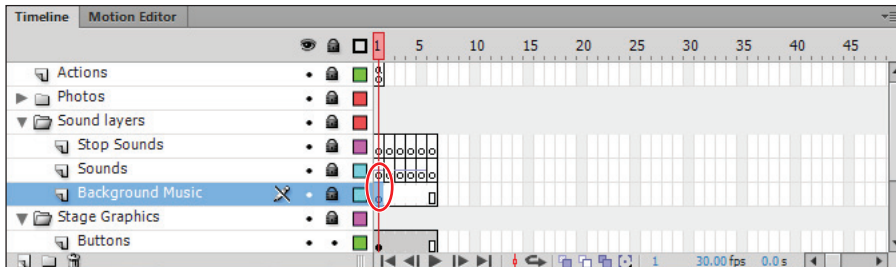 Timeline Motion Editor
1 5 10 15 20 25 30 35 40 45
Actions
Photos
Sound layers
Stop Sounds
Sounds
Background Music
Stage Graphics
Buttons
1 30.00 fps 0.0 s